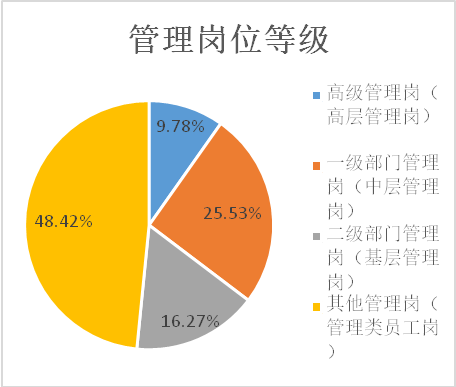 管理岗位等级
9.78%
25.53%
16.27%
48.42%
高级管理岗（
高层管理岗）
一级部门管理
岗（中层管理
岗）
二级部门管理
岗（基层管理
岗）
其他管理岗（
管理类员工岗
）